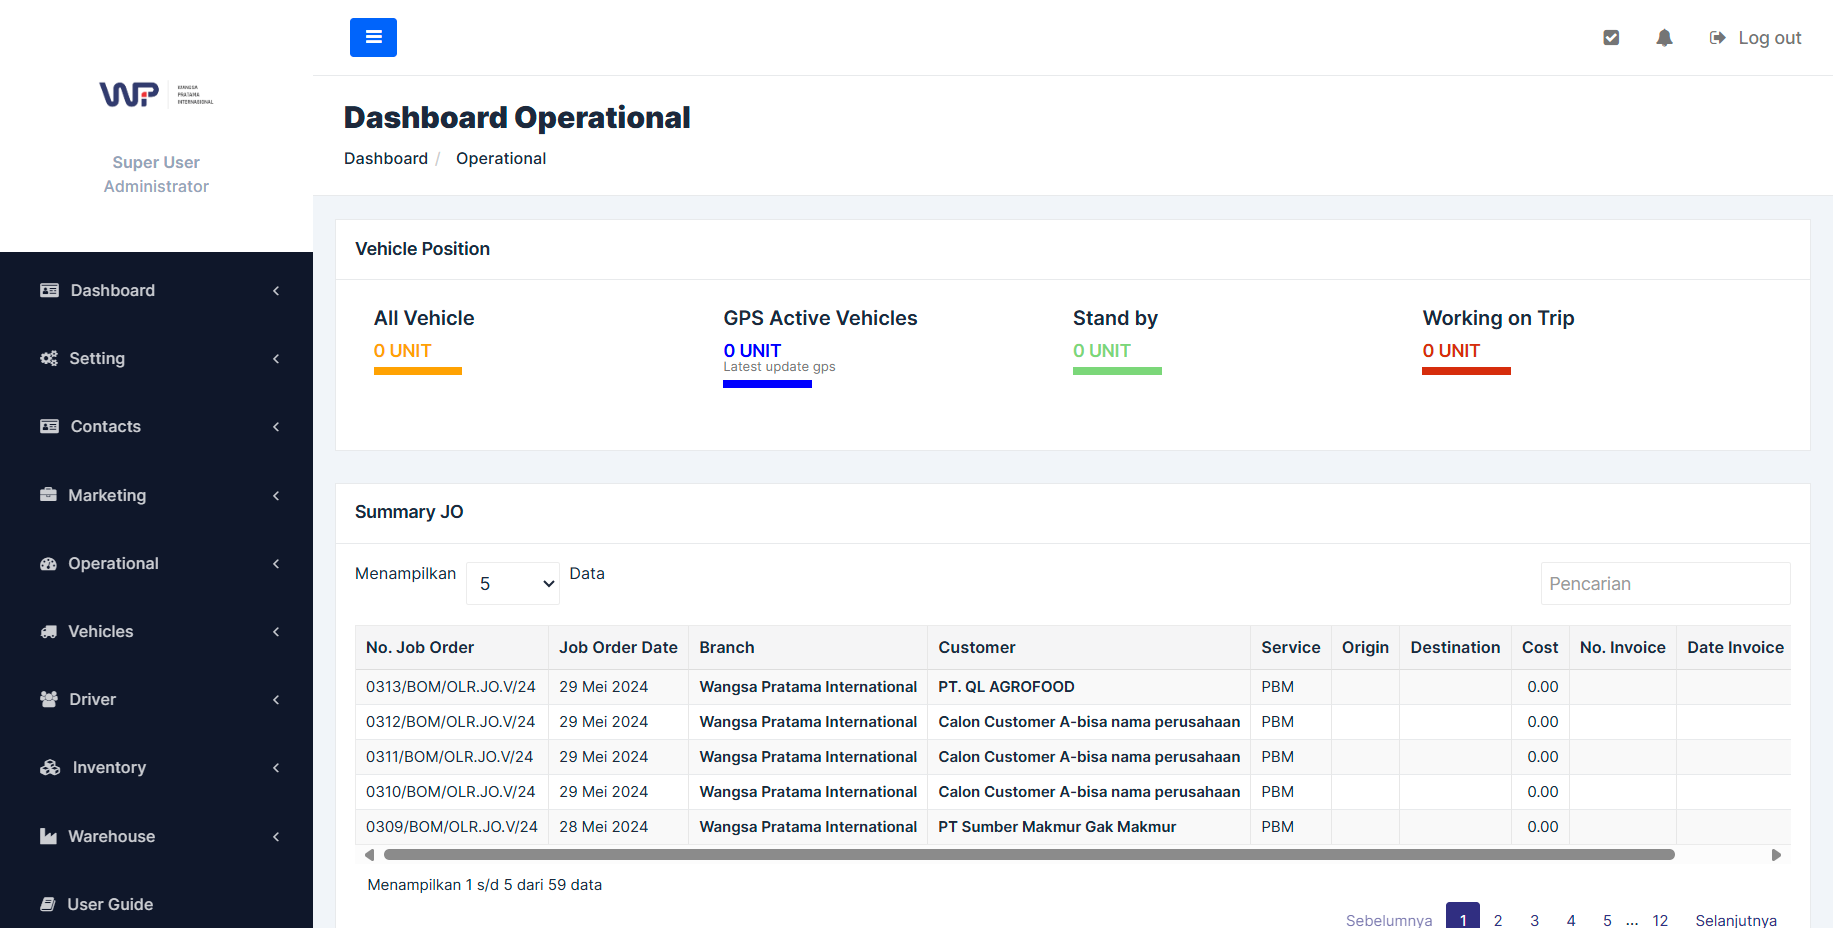 Log out
WP
WANGSA
PRATAMA
INTERNASIONAL
Super User
Administrator
Dashboard
Setting
Contacts
Marketing
Operational
Vehicles
Driver
Inventory
Warehouse
User Guide
Dashboard Operational
Dashboard / Operational
Vehicle Position
All Vehicle
0 UNIT
GPS Active Vehicles
0 UNIT
Latest update gps
Stand by
0 UNIT
Working on Trip
0 UNIT
Summary JO
Menampilkan 5 Data
Pencarian
No. Job Order Job Order Date Branch Customer Service Origin Destination Cost No. Invoice Date Invoice
0313/BOM/OLR.JO.V/24 29 Mei 2024 Wangsa Pratama International PT. QL AGROFOOD PBM 0.00
0312/BOM/OLR.JO.V/24 29 Mei 2024 Wangsa Pratama International Calon Customer A-bisa nama perusahaan PBM 0.00
0311/BOM/OLR.JO.V/24 29 Mei 2024 Wangsa Pratama International Calon Customer A-bisa nama perusahaan PBM 0.00
0310/BOM/OLR.JO.V/24 29 Mei 2024 Wangsa Pratama International Calon Customer A-bisa nama perusahaan PBM 0.00
0309/BOM/OLR.JO.V/24 28 Mei 2024 Wangsa Pratama International PT Sumber Makmur Gak Makmur PBM 0.00
Menampilkan 1 s/d 5 dari 59 data
Sebelumnya 1 2 3 4 5 ... 12 Selanjutnya